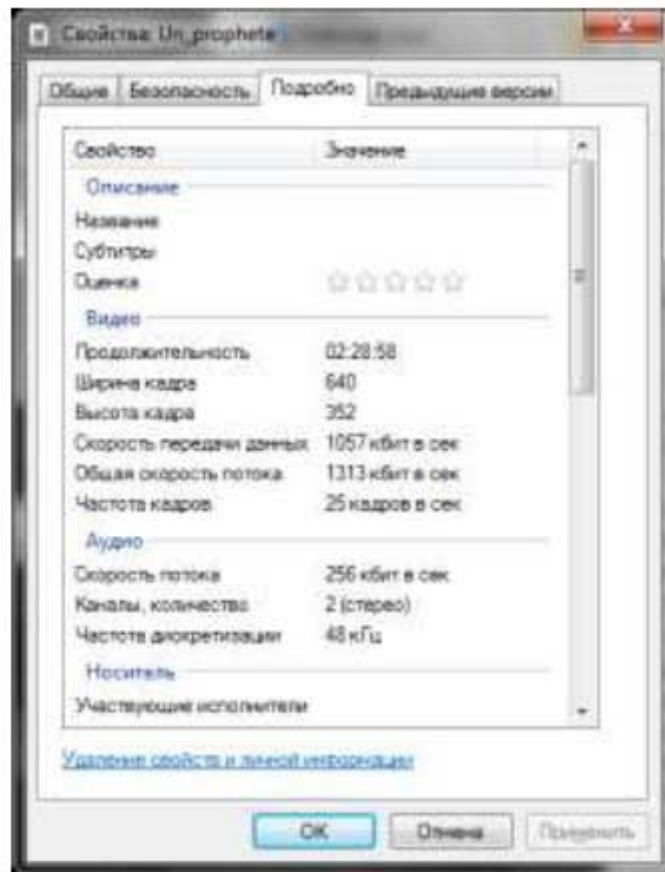 Свойства: Un_prophete
Общие Безопасность Подробно Предыдущие версии
Свойство Значение
Описание
Название
Субтитры
Оценка
Видео
Продолжительность 02:28:58
Ширина кадра 640
Высота кадра 352
Скорость передачи данных 1057 кбит в сек
Общая скорость потока 1313 кбит в сек
Частота кадров 25 кадров в сек
Аудио
Скорость потока 256 кбит в сек
Каналы, количество 2 (стерео)
Частота дискретизации 48 кГц
Носитель
Участвующие исполнители
Удаление свойств и личной информации
ОК Отмена Применить